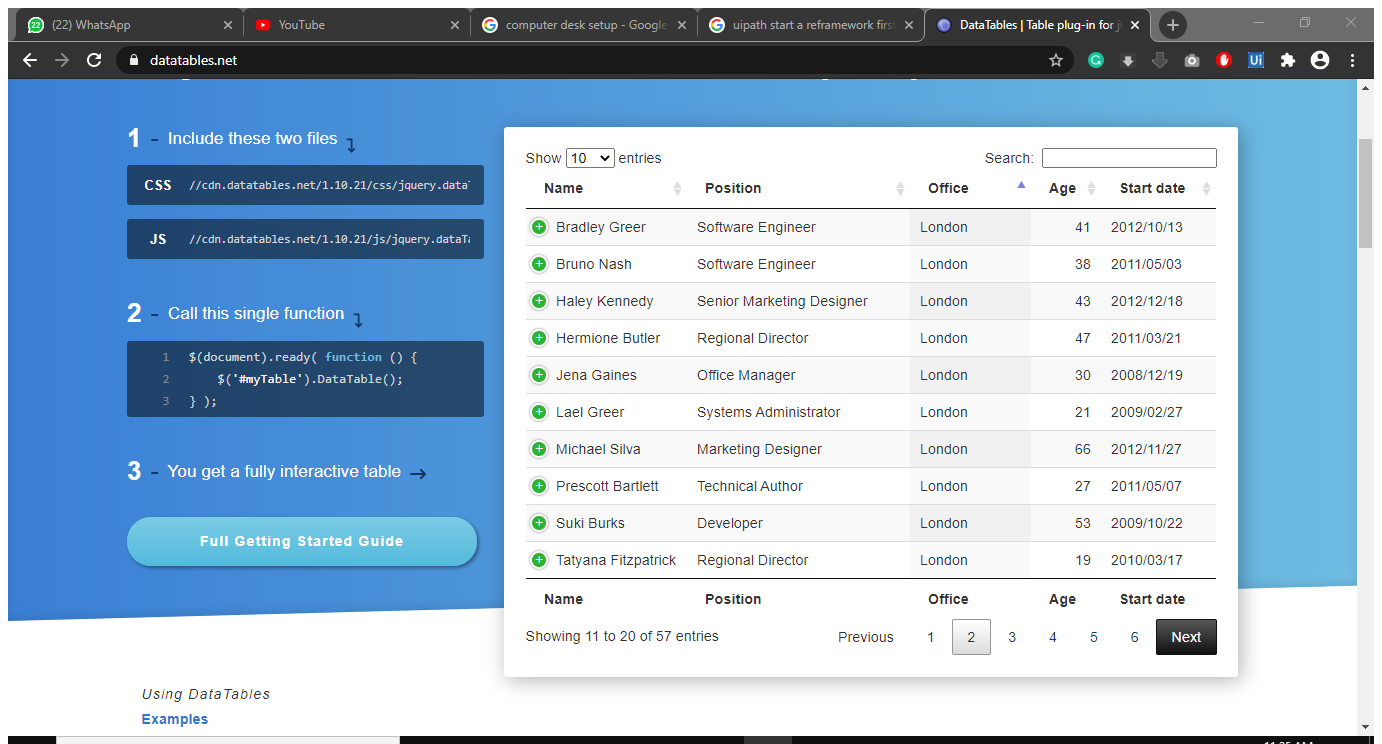 (22) WhatsApp
YouTube
computer desk setup - Google
uipath start a reframework first
DataTables | Table plug-in for j
datatables.net
1 - Include these two files
CSS //cdn.datatables.net/1.10.21/css/jquery.dataT
JS //cdn.datatables.net/1.10.21/js/jquery.dataTa
2 - Call this single function
1 $(document).ready( function () {
2 $('#myTable').DataTable();
3 } );
3 - You get a fully interactive table
Full Getting Started Guide
Show 10 entries Search:
Name Position Office Age Start date
Bradley Greer Software Engineer London 41 2012/10/13
Bruno Nash Software Engineer London 38 2011/05/03
Haley Kennedy Senior Marketing Designer London 43 2012/12/18
Hermione Butler Regional Director London 47 2011/03/21
Jena Gaines Office Manager London 30 2008/12/19
Lael Greer Systems Administrator London 21 2009/02/27
Michael Silva Marketing Designer London 66 2012/11/27
Prescott Bartlett Technical Author London 27 2011/05/07
Suki Burks Developer London 53 2009/10/22
Tatyana Fitzpatrick Regional Director London 19 2010/03/17
Name Position Office Age Start date
Showing 11 to 20 of 57 entries Previous 1 2 3 4 5 6 Next
Using DataTables
Examples